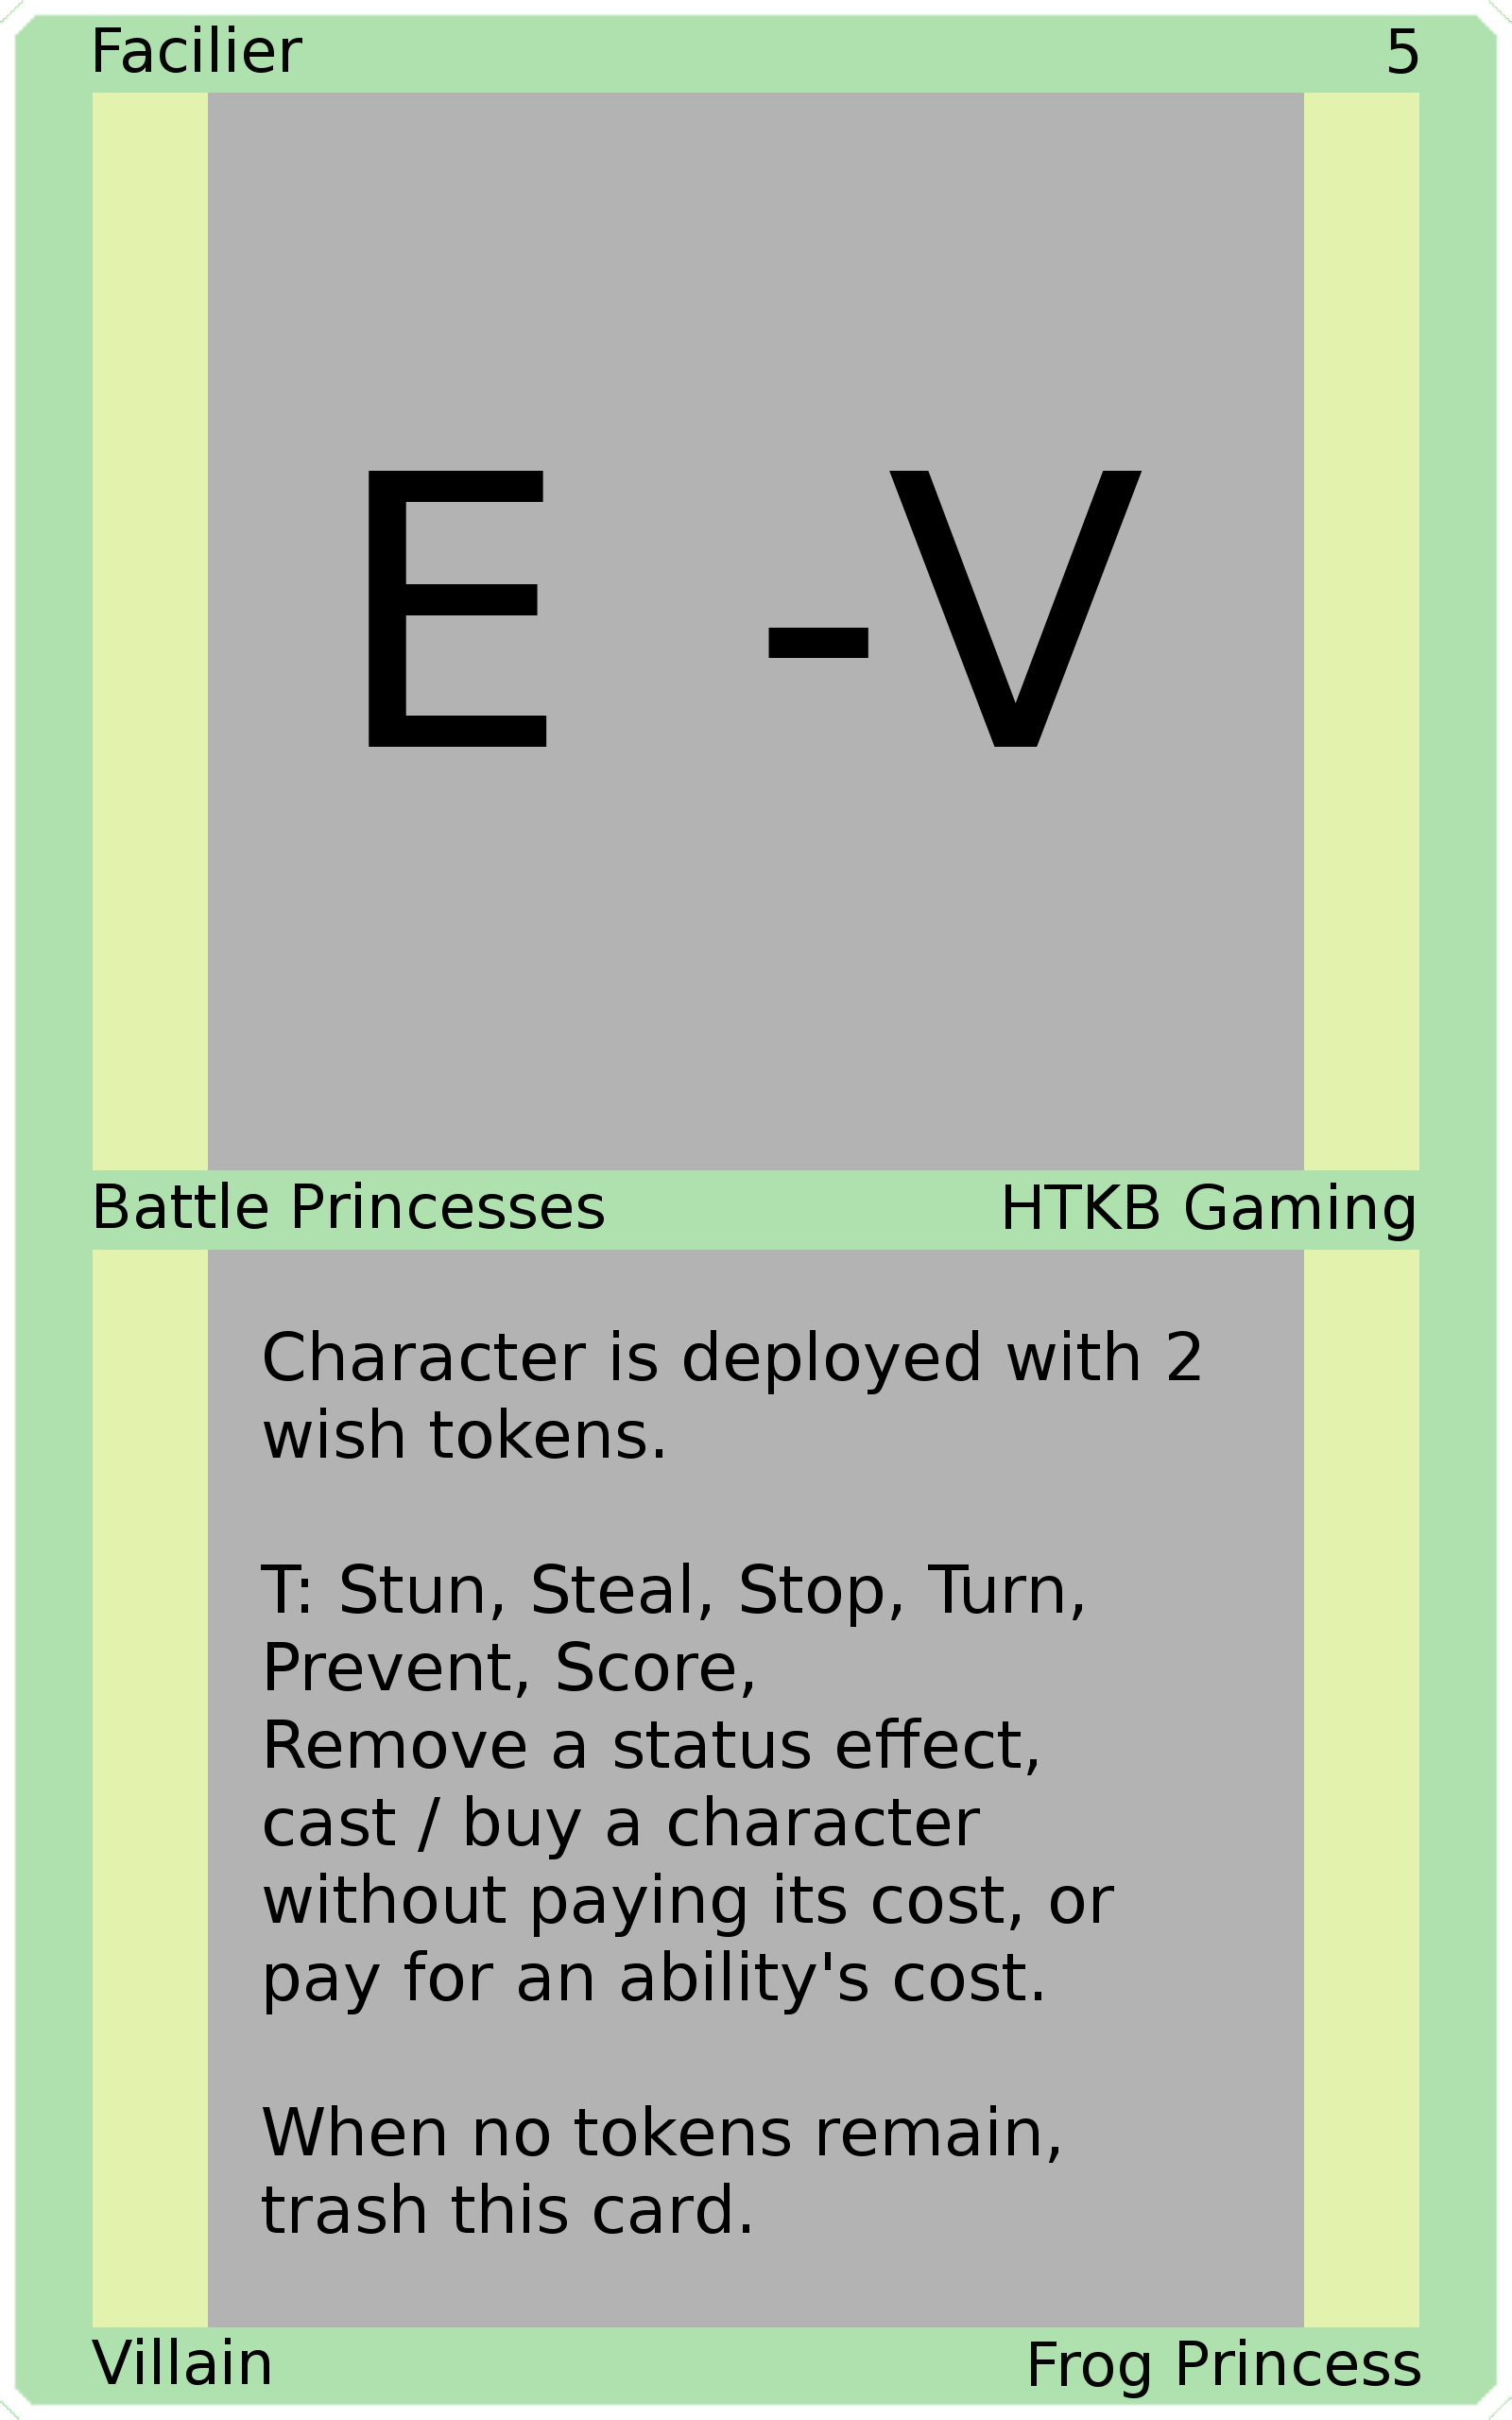 Facilier 5
E -V
Battle Princesses HTKB Gaming
Character is deployed with 2
wish tokens.
T: Stun, Steal, Stop, Turn,
Prevent, Score,
Remove a status effect,
cast / buy a character
without paying its cost, or
pay for an ability's cost.
When no tokens remain,
trash this card.
Villain Frog Princess